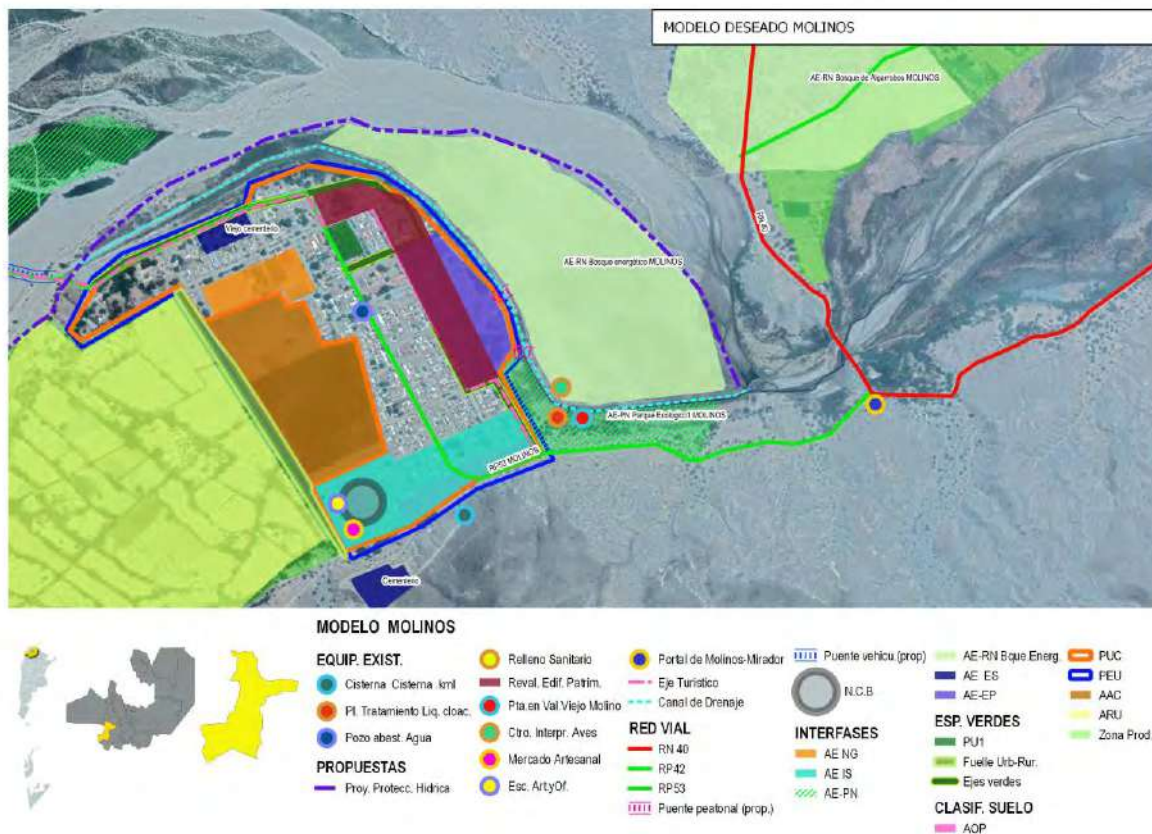 MODELO DESEADO MOLINOS
AE-RN Bosque de Algarrobos MOLINOS
RN 40
Viejo cementerio
AE-RN Bosque energético MOLINOS
AE-PN Parque Ecologico1 MOLINOS
RP53 MOLINOS
Cementerio
MODELO MOLINOS
EQUIP. EXIST.
Cisterna Cisterna .kml
Pl. Tratamiento Liq. cloac.
Pozo abast. Agua
PROPUESTAS
Proy. Protecc. Hidrica
Relleno Sanitario
Reval. Edif. Patrim.
Pta.en Val.Viejo Molino
Ctro. Interpr. Aves
Mercado Artesanal
Esc. Art.yOf.
Portal de Molinos-Mirador
Eje Turistico
Canal de Drenaje
RED VIAL
RN 40
RP42
RP53
Puente peatonal (prop.)
Puente vehicu.(prop)
N.C.B
INTERFASES
AE NG
AE IS
AE-PN
AE-RN Bque Energ.
AE ES
AE-EP
ESP. VERDES
PU1
Fuelle Urb-Rur.
Ejes verdes
CLASIF. SUELO
AOP
PUC
PEU
AAC
ARU
Zona Prod.